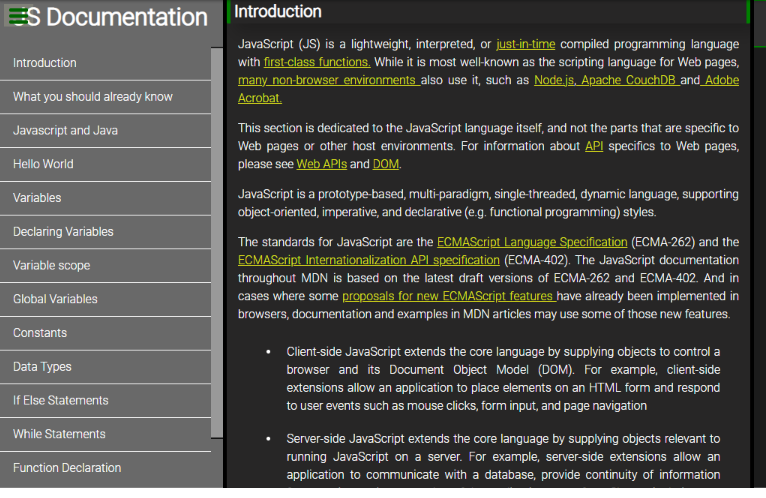 JS Documentation
Introduction
What you should already know
Javascript and Java
Hello World
Variables
Declaring Variables
Variable scope
Global Variables
Constants
Data Types
If Else Statements
While Statements
Function Declaration
Introduction
JavaScript (JS) is a lightweight, interpreted, or just-in-time compiled programming language
with first-class functions. While it is most well-known as the scripting language for Web pages,
many non-browser environments also use it, such as Node.js, Apache CouchDB and Adobe
Acrobat.
This section is dedicated to the JavaScript language itself, and not the parts that are specific to
Web pages or other host environments. For information about API specifics to Web pages,
please see Web APIs and DOM.
JavaScript is a prototype-based, multi-paradigm, single-threaded, dynamic language, supporting
object-oriented, imperative, and declarative (e.g. functional programming) styles.
The standards for JavaScript are the ECMAScript Language Specification (ECMA-262) and the
ECMAScript Internationalization API specification (ECMA-402). The JavaScript documentation
throughout MDN is based on the latest draft versions of ECMA-262 and ECMA-402. And in
cases where some proposals for new ECMAScript features have already been implemented in
browsers, documentation and examples in MDN articles may use some of those new features.
• Client-side JavaScript extends the core language by supplying objects to control a
browser and its Document Object Model (DOM). For example, client-side
extensions allow an application to place elements on an HTML form and respond
to user events such as mouse clicks, form input, and page navigation
• Server-side JavaScript extends the core language by supplying objects relevant to
running JavaScript on a server. For example, server-side extensions allow an
application to communicate with a database, provide continuity of information